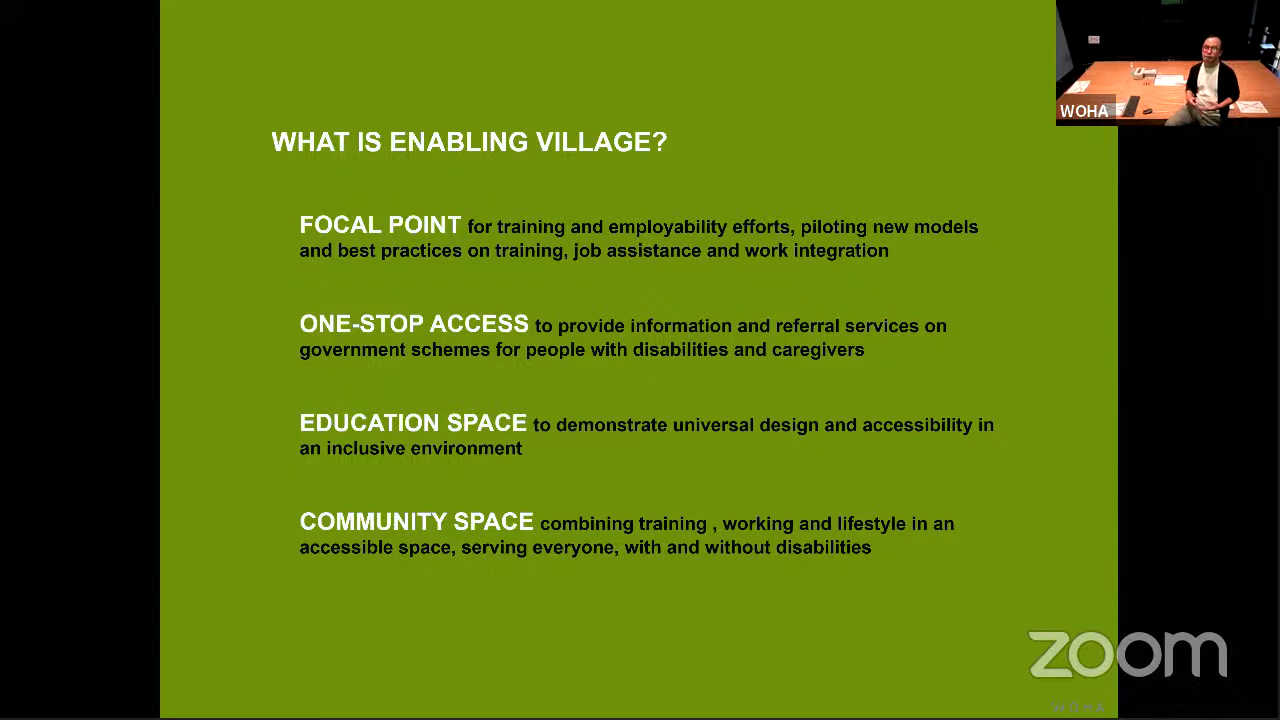 WHAT IS ENABLING VILLAGE?
FOCAL POINT for training and employability efforts, piloting new models
and best practices on training, job assistance and work integration
ONE-STOP ACCESS to provide information and referral services on
government schemes for people with disabilities and caregivers
EDUCATION SPACE to demonstrate universal design and accessibility in
an inclusive environment
COMMUNITY SPACE combining training , working and lifestyle in an
accessible space, serving everyone, with and without disabilities
WOHA
zoom
WOHA